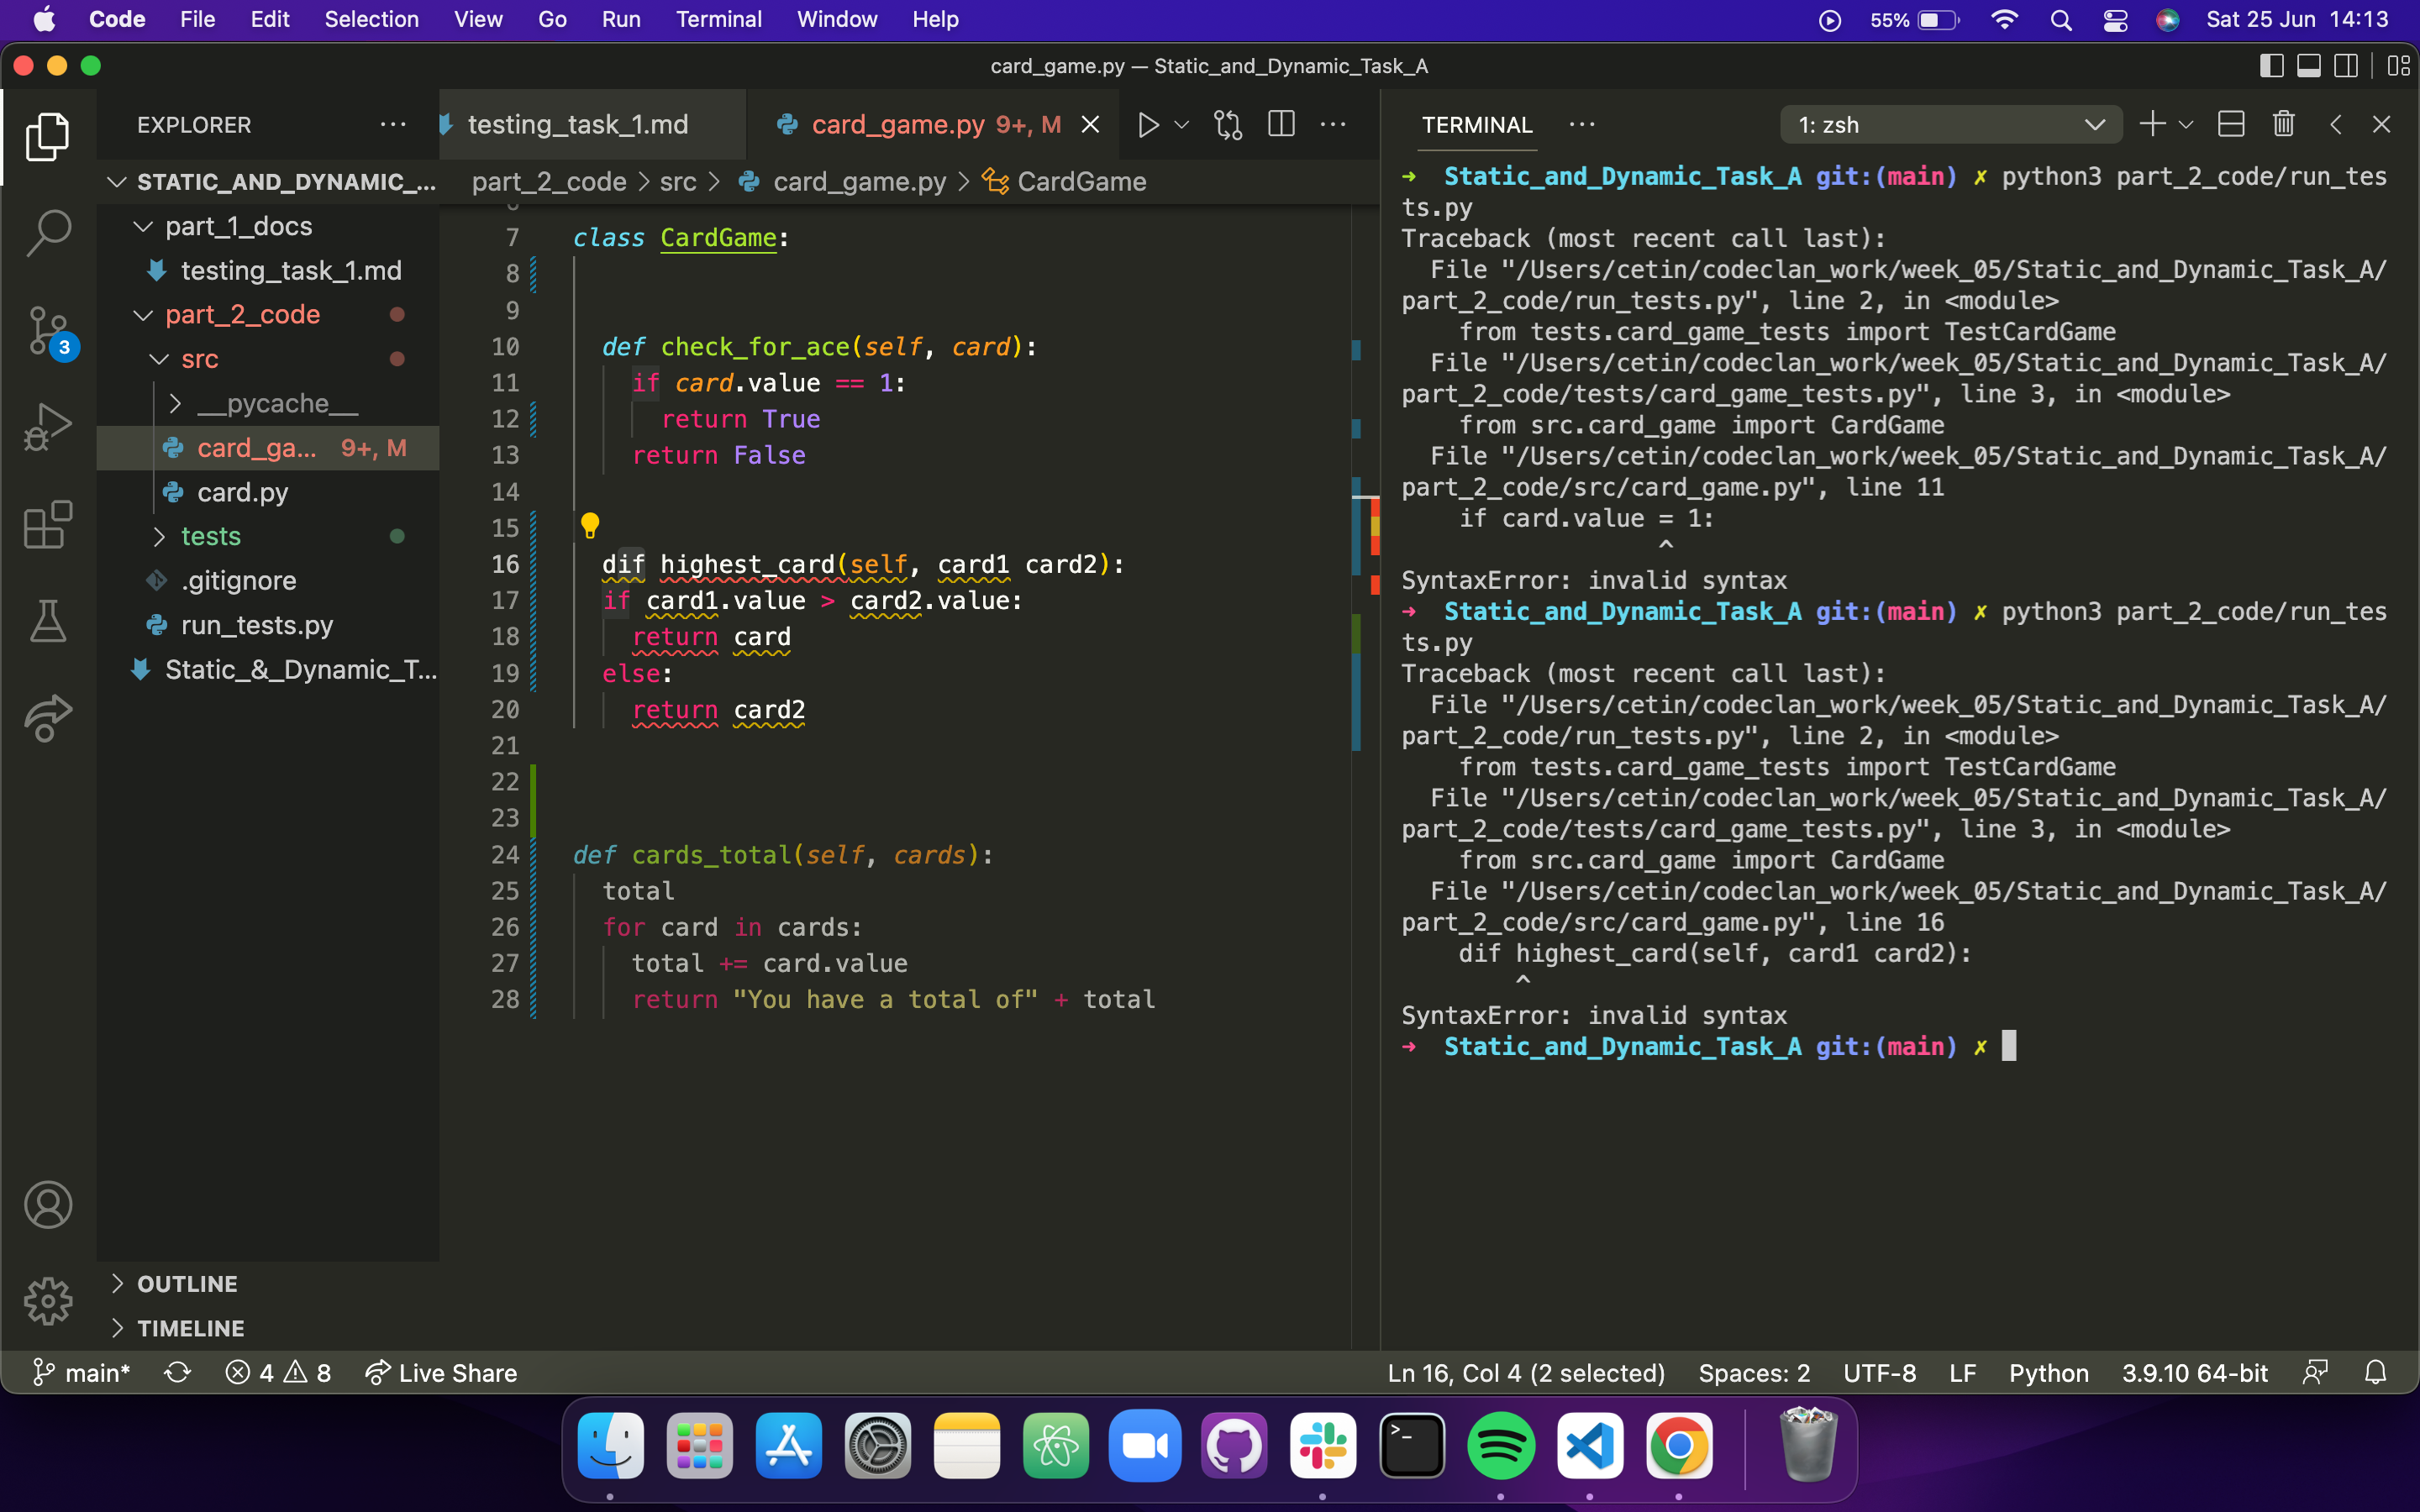 Code File Edit Selection View Go Run Terminal Window Help 55% Sat 25 Jun 14:13
card_game.py — Static_and_Dynamic_Task_A
EXPLORER
STATIC_AND_DYNAMIC_...
part_1_docs
testing_task_1.md
part_2_code
src
__pycache__
card_ga... 9+, M
card.py
tests
.gitignore
run_tests.py
Static_&_Dynamic_T...
OUTLINE
TIMELINE
3
testing_task_1.md card_game.py 9+, M
part_2_code > src > card_game.py > CardGame
7 class CardGame:
8
9
10 def check_for_ace(self, card):
11 if card.value == 1:
12 return True
13 return False
14
15
16 dif highest_card(self, card1 card2):
17 if card1.value > card2.value:
18 return card
19 else:
20 return card2
21
22
23
24 def cards_total(self, cards):
25 total
26 for card in cards:
27 total += card.value
28 return "You have a total of" + total
TERMINAL 1: zsh
➜ Static_and_Dynamic_Task_A git:(main) ✗ python3 part_2_code/run_tes
ts.py
Traceback (most recent call last):
File "/Users/cetin/codeclan_work/week_05/Static_and_Dynamic_Task_A/
part_2_code/run_tests.py", line 2, in <module>
from tests.card_game_tests import TestCardGame
File "/Users/cetin/codeclan_work/week_05/Static_and_Dynamic_Task_A/
part_2_code/tests/card_game_tests.py", line 3, in <module>
from src.card_game import CardGame
File "/Users/cetin/codeclan_work/week_05/Static_and_Dynamic_Task_A/
part_2_code/src/card_game.py", line 11
if card.value = 1:
^
SyntaxError: invalid syntax
➜ Static_and_Dynamic_Task_A git:(main) ✗ python3 part_2_code/run_tes
ts.py
Traceback (most recent call last):
File "/Users/cetin/codeclan_work/week_05/Static_and_Dynamic_Task_A/
part_2_code/run_tests.py", line 2, in <module>
from tests.card_game_tests import TestCardGame
File "/Users/cetin/codeclan_work/week_05/Static_and_Dynamic_Task_A/
part_2_code/tests/card_game_tests.py", line 3, in <module>
from src.card_game import CardGame
File "/Users/cetin/codeclan_work/week_05/Static_and_Dynamic_Task_A/
part_2_code/src/card_game.py", line 16
dif highest_card(self, card1 card2):
^
SyntaxError: invalid syntax
➜ Static_and_Dynamic_Task_A git:(main) ✗
main* 4 8 Live Share Ln 16, Col 4 (2 selected) Spaces: 2 UTF-8 LF Python 3.9.10 64-bit